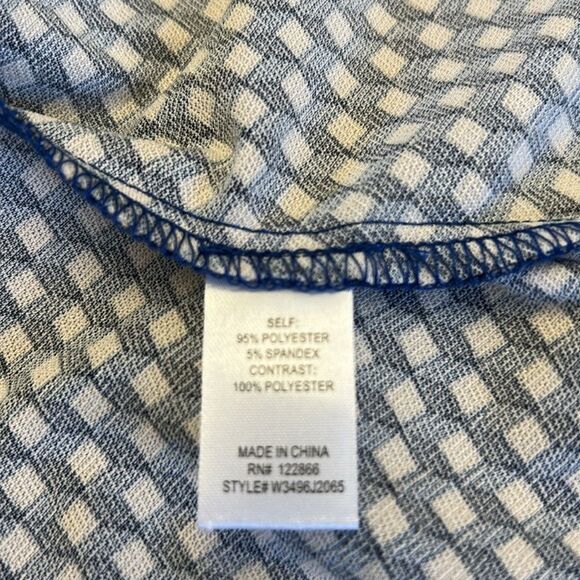 SELF:
95% POLYESTER
5% SPANDEX
CONTRAST:
100% POLYESTER
MADE IN CHINA
RN# 122866
STYLE# W3496J2065